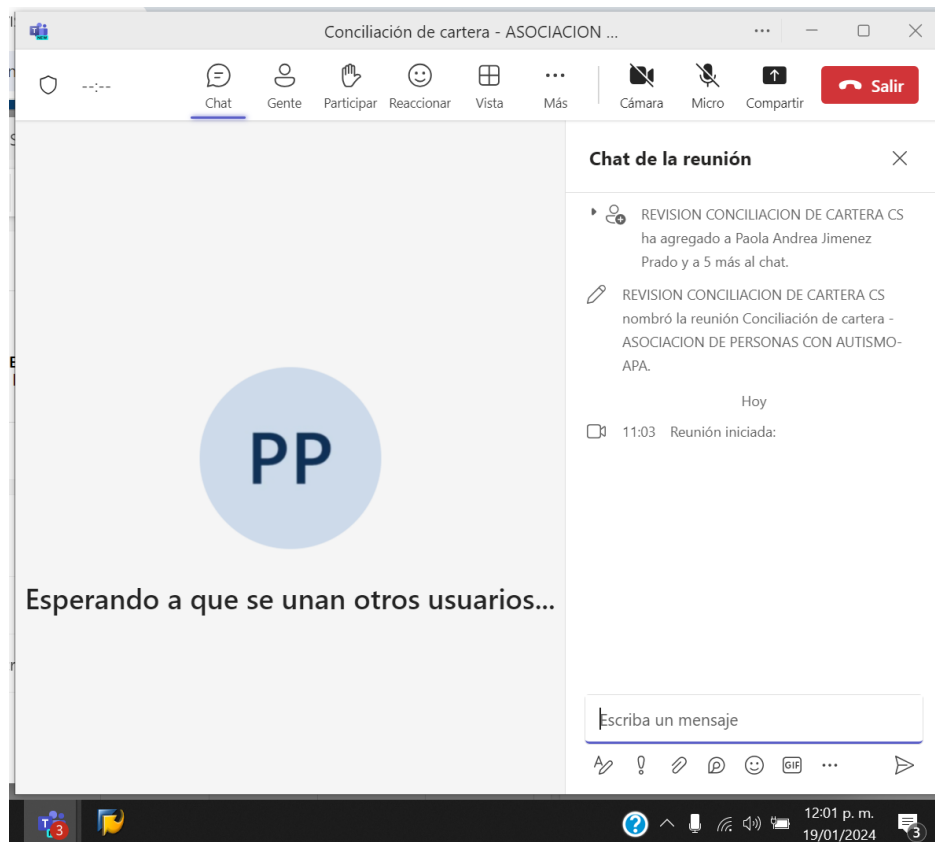 Conciliación de cartera - ASOCIACION ...
--:--
Chat
Gente
Participar
Reaccionar
Vista
Más
Cámara
Micro
Compartir
Salir
Chat de la reunión
REVISION CONCILIACION DE CARTERA CS
ha agregado a Paola Andrea Jimenez
Prado y a 5 más al chat.
REVISION CONCILIACION DE CARTERA CS
nombró la reunión Conciliación de cartera -
ASOCIACION DE PERSONAS CON AUTISMO-
APA.
Hoy
11:03 Reunión iniciada:
PP
Esperando a que se unan otros usuarios...
Escriba un mensaje
GIF
3
12:01 p. m.
19/01/2024
3